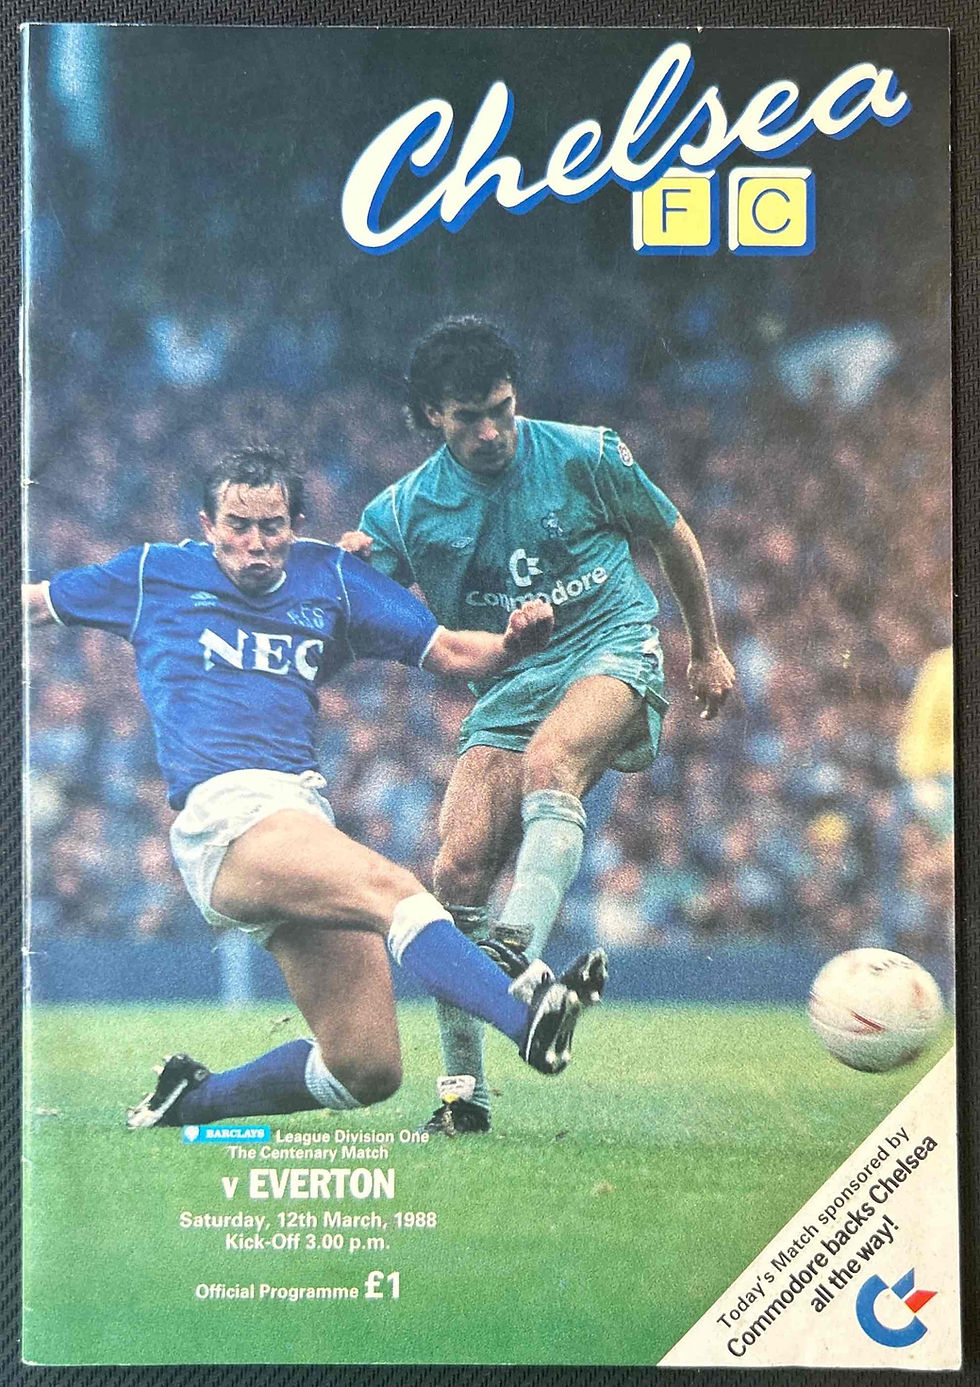 Chelsea
FC
commodore
NEC
BARCLAYS League Division One
The Centenary Match
v EVERTON
Saturday, 12th March, 1988
Kick-Off 3.00 p.m.
Official Programme £1
Today's Match sponsored by
Commodore backs Chelsea
all the way!